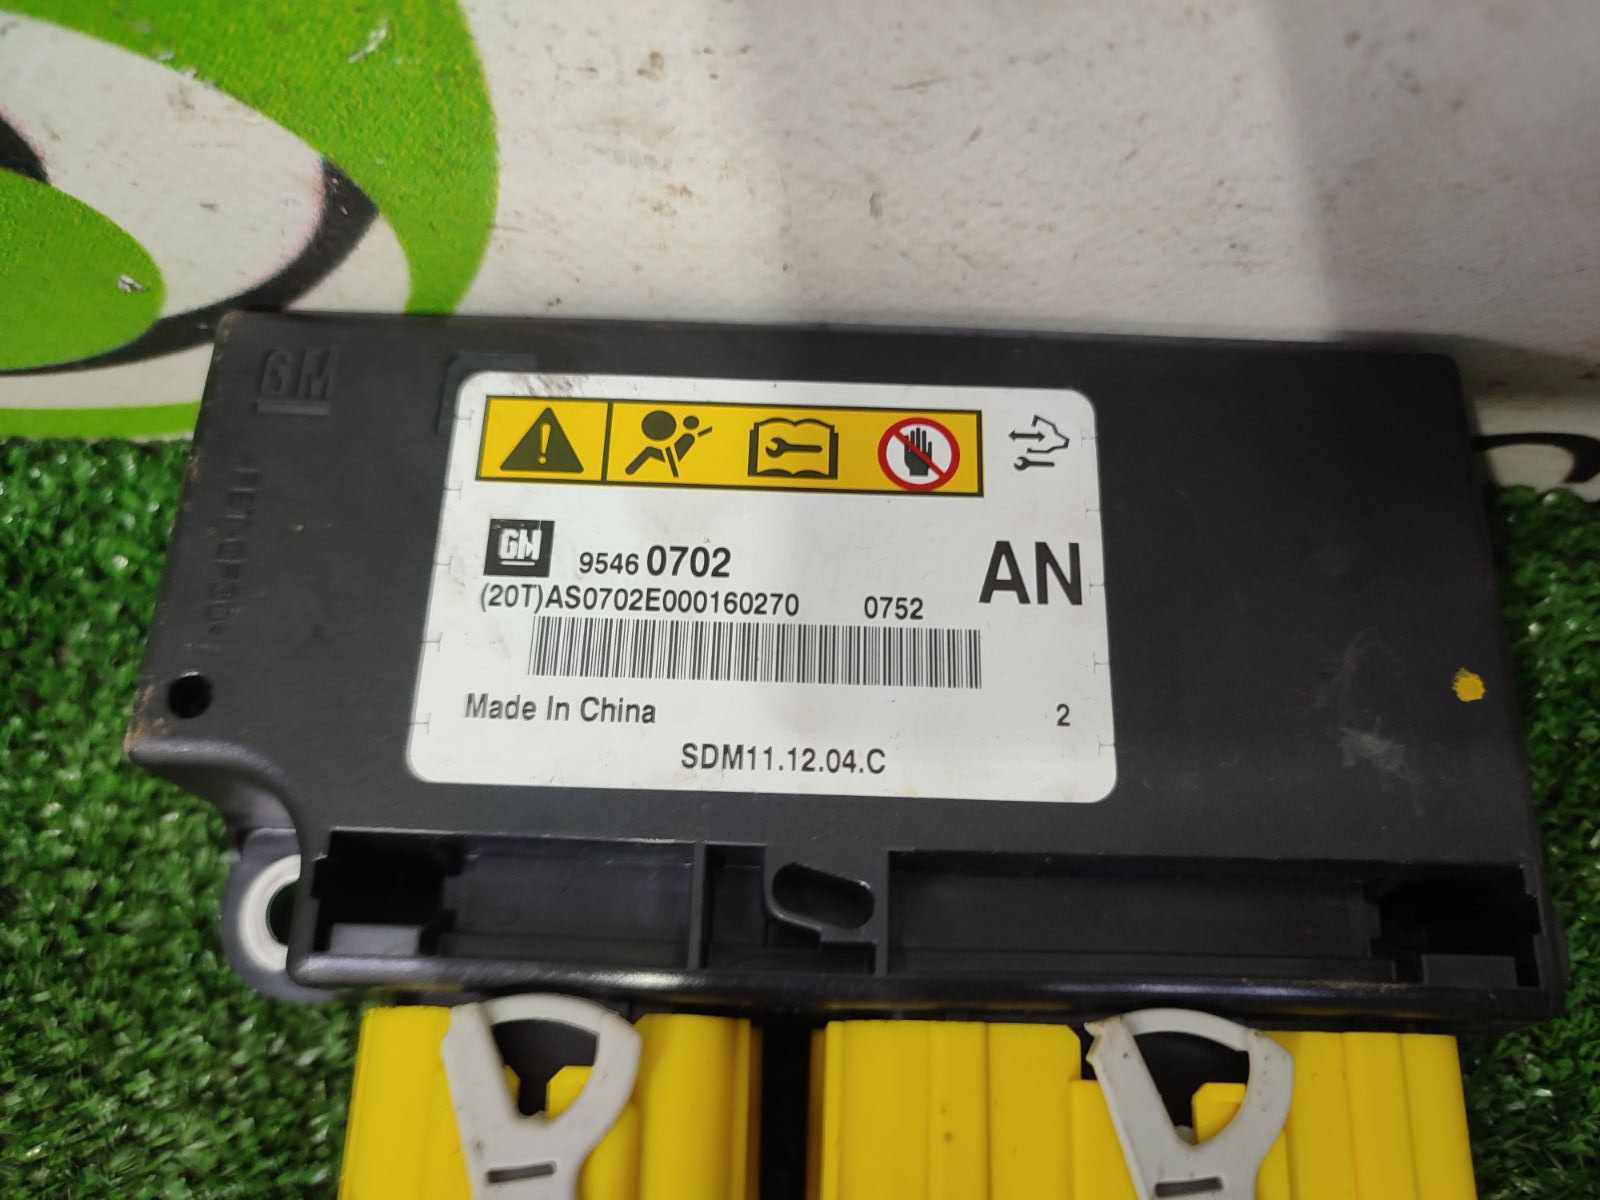 GM
GM 9546 0702 AN
(20T)AS0702E000160270 0752
Made In China 2
SDM11.12.04.C